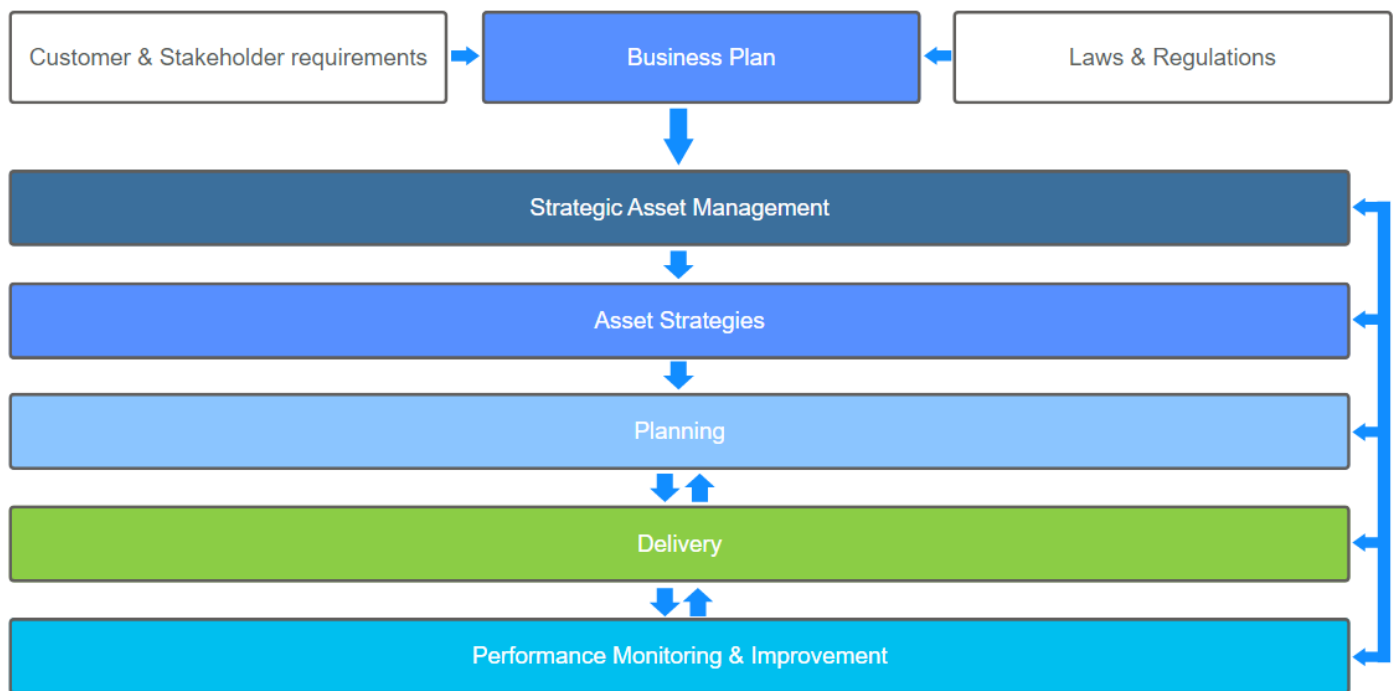 Customer & Stakeholder requirements
Business Plan
Laws & Regulations
Strategic Asset Management
Asset Strategies
Planning
Delivery
Performance Monitoring & Improvement